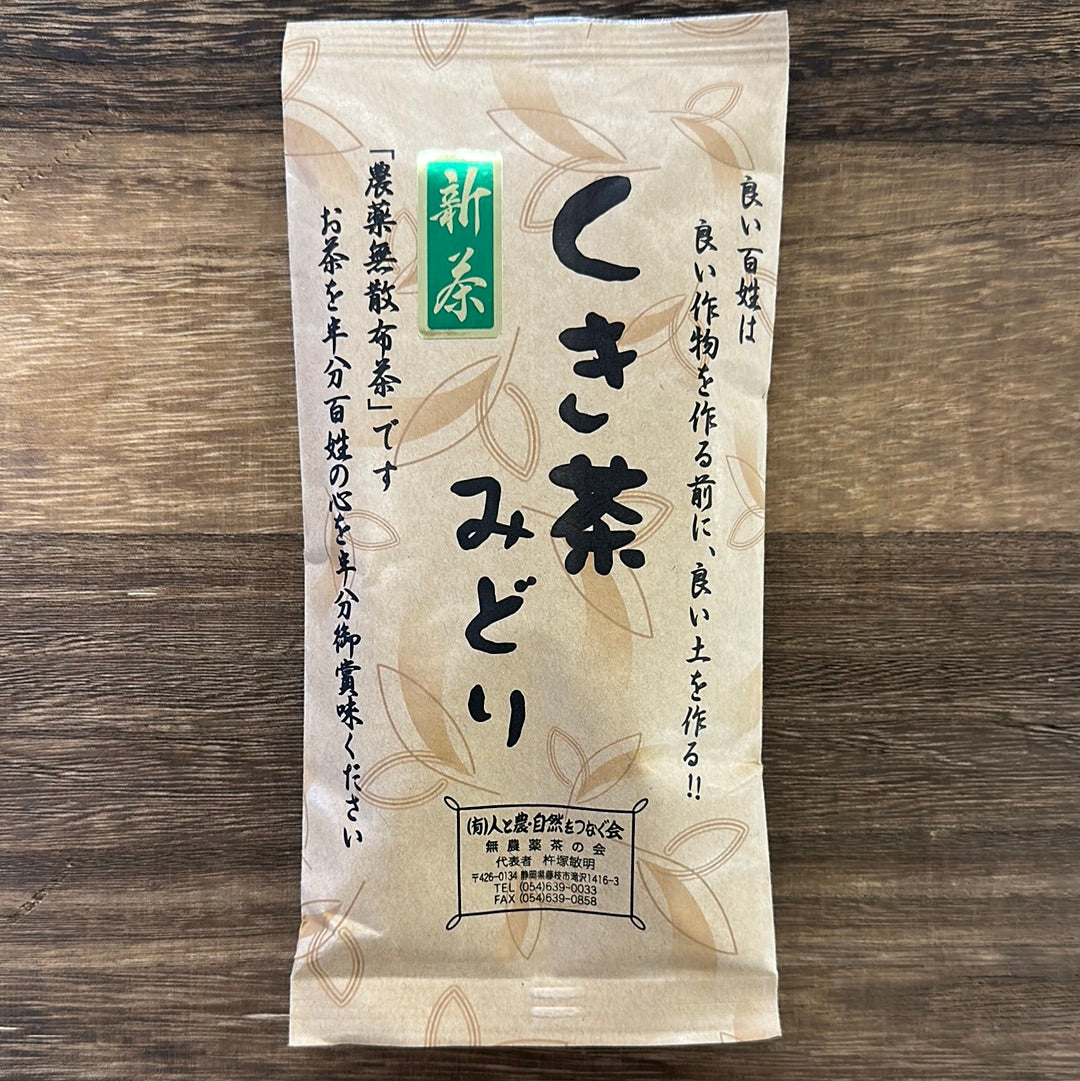 良い百姓は
良い作物を作る前に、良い土を作る!!
くき茶
みどり
新茶
「農薬無散布茶」です
お茶を半分百姓の心を半分御賞味ください
(有)人と農・自然をつなぐ会
無農薬茶の会
代表者 杵塚敏明
〒426-0134 静岡県藤枝市滝沢1416-3
TEL (054)639-0033
FAX (054)639-0858